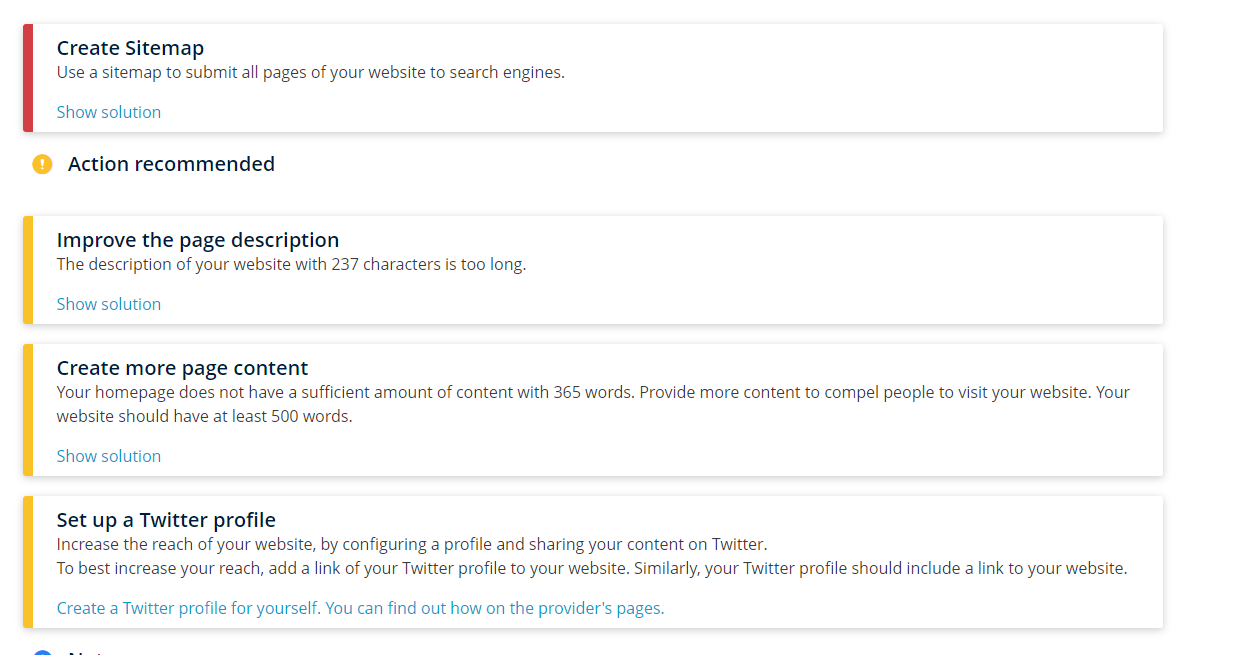 Create Sitemap
Use a sitemap to submit all pages of your website to search engines.
Show solution
Action recommended
Improve the page description
The description of your website with 237 characters is too long.
Show solution
Create more page content
Your homepage does not have a sufficient amount of content with 365 words. Provide more content to compel people to visit your website. Your
website should have at least 500 words.
Show solution
Set up a Twitter profile
Increase the reach of your website, by configuring a profile and sharing your content on Twitter.
To best increase your reach, add a link of your Twitter profile to your website. Similarly, your Twitter profile should include a link to your website.
Create a Twitter profile for yourself. You can find out how on the provider's pages.